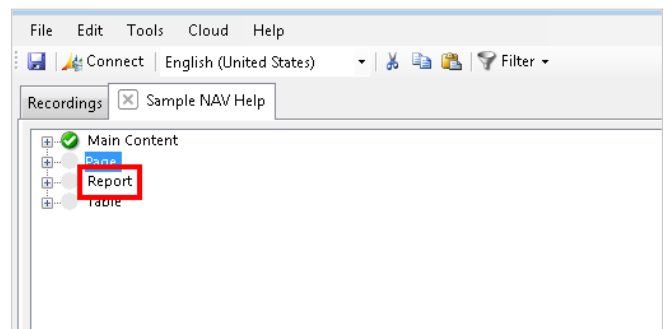 File Edit Tools Cloud Help
Connect English (United States) Filter
Recordings Sample NAV Help
Main Content
Page
Report
Table